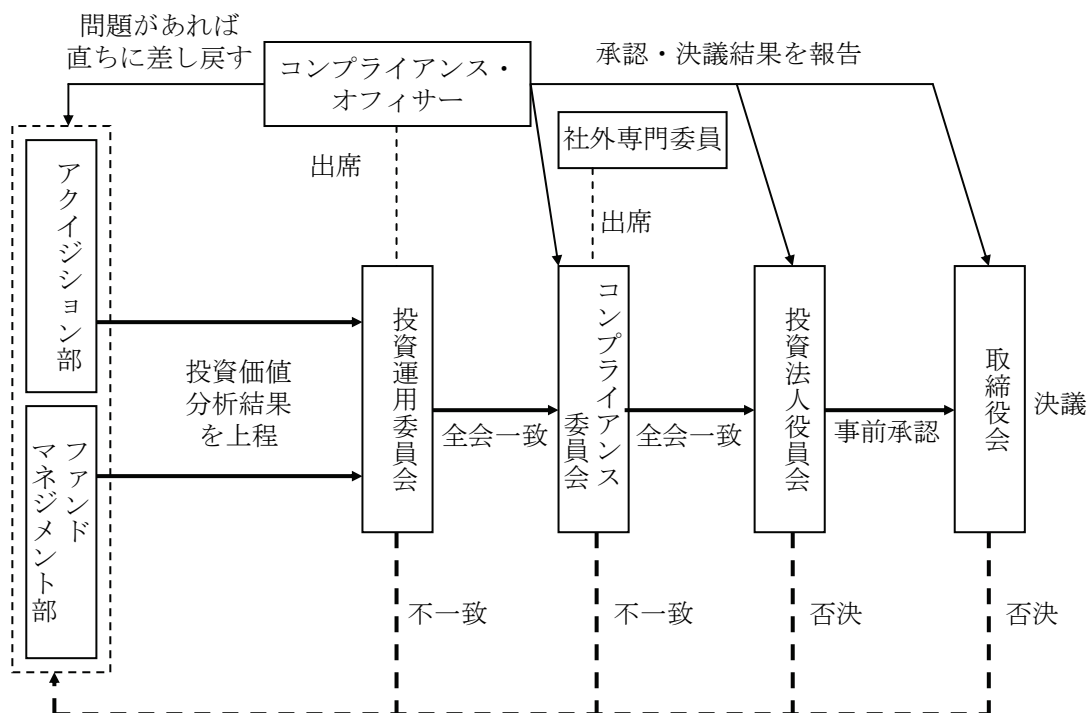 問題があれば
直ちに差し戻す
コンプライアンス・
オフィサー
承認・決議結果を報告
社外専門委員
出席
出席
アクイジション部
ファンド
マネジメント部
投資価値
分析結果
を上程
投資運用委員会
全会一致
コンプライアンス
委員会
全会一致
投資法人役員会
事前承認
取締役会
決議
不一致
不一致
否決
否決